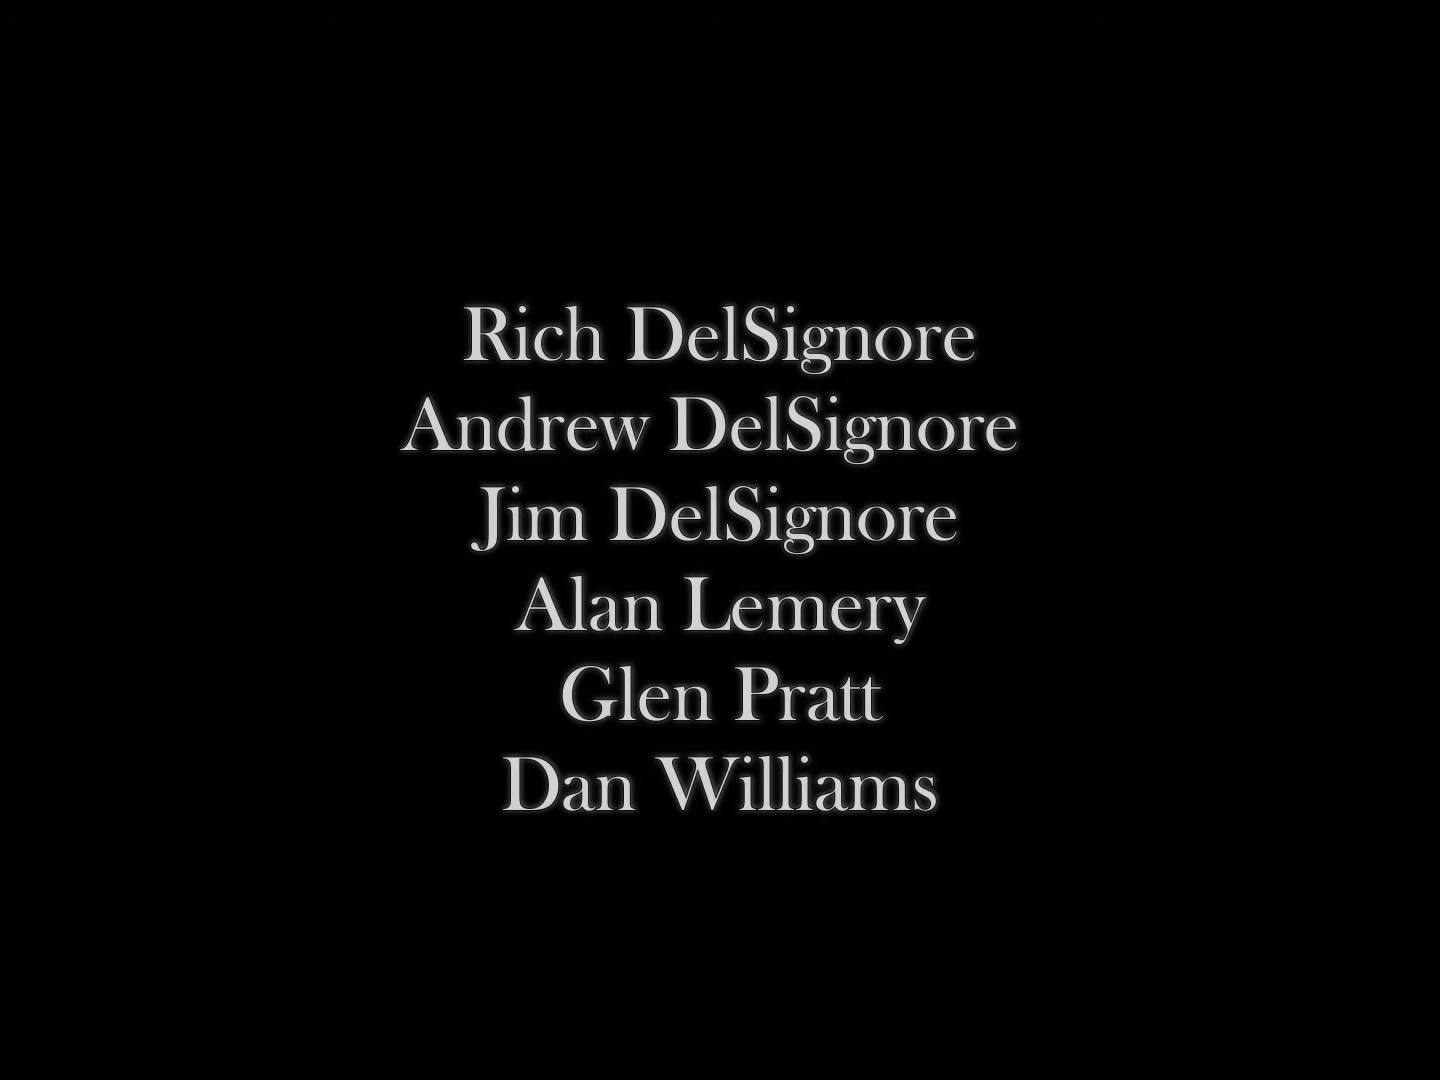 Rich DelSignore
Andrew DelSignore
Jim DelSignore
Alan Lemery
Glen Pratt
Dan Williams